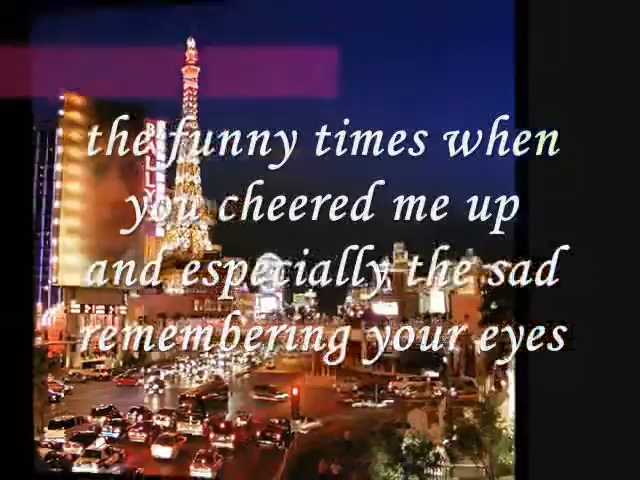 the funny times when
you cheered me up
and especially the sad
remembering your eyes